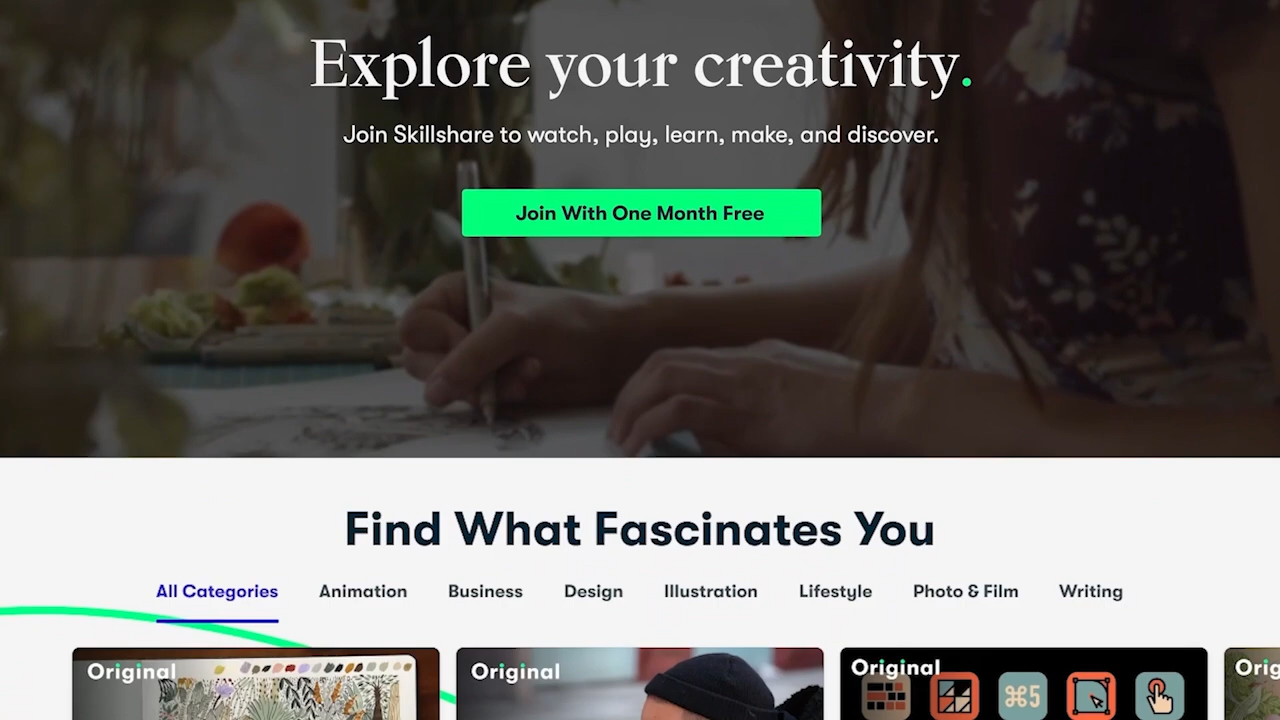 Explore your creativity.
Join Skillshare to watch, play, learn, make, and discover.
Join With One Month Free
Find What Fascinates You
All Categories Animation Business Design Illustration Lifestyle Photo & Film Writing
Original Original Original Orig
⌘5